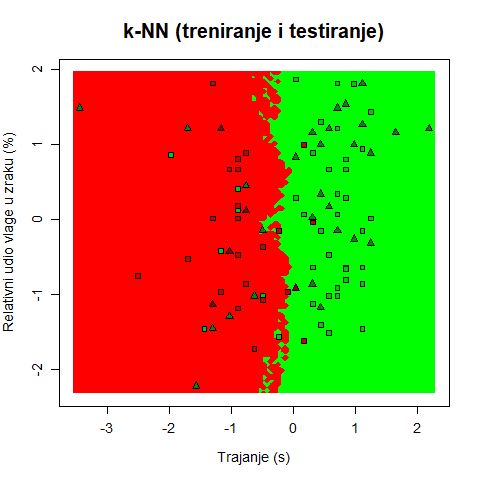 k-NN (treniranje i testiranje)
Relativni udio vlage u zraku (%)
2
1
0
-1
-2
-3 -2 -1 0 1 2
Trajanje (s)